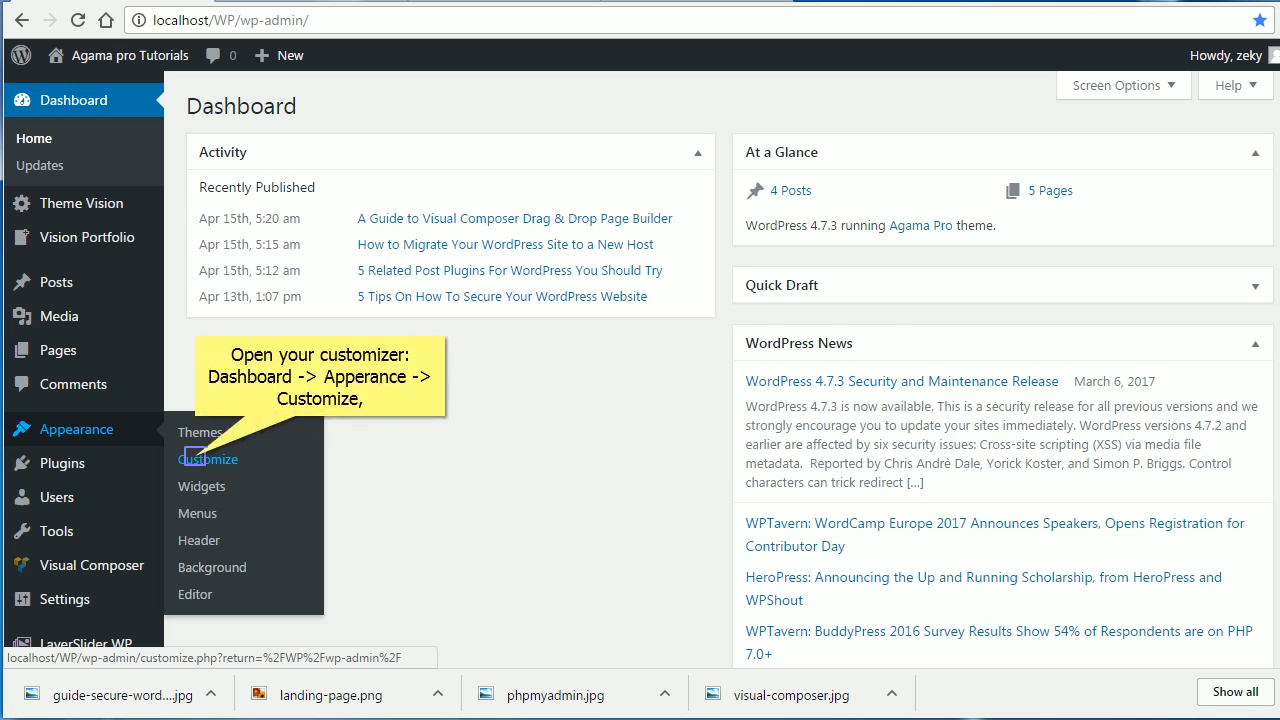 localhost/WP/wp-admin/
Agama pro Tutorials 0 New Howdy, zeky
Screen Options Help
Dashboard
Home
Updates
Theme Vision
Vision Portfolio
Posts
Media
Pages
Comments
Appearance
Plugins
Users
Tools
Visual Composer
Settings
LayerSlider WP
Themes
Customize
Widgets
Menus
Header
Background
Editor
Dashboard
Activity
Recently Published
Apr 15th, 5:20 am A Guide to Visual Composer Drag & Drop Page Builder
Apr 15th, 5:15 am How to Migrate Your WordPress Site to a New Host
Apr 15th, 5:12 am 5 Related Post Plugins For WordPress You Should Try
Apr 13th, 1:07 pm 5 Tips On How To Secure Your WordPress Website
Open your customizer:
Dashboard -> Apperance ->
Customize,
At a Glance
4 Posts 5 Pages
WordPress 4.7.3 running Agama Pro theme.
Quick Draft
WordPress News
WordPress 4.7.3 Security and Maintenance Release March 6, 2017
WordPress 4.7.3 is now available. This is a security release for all previous versions and we
strongly encourage you to update your sites immediately. WordPress versions 4.7.2 and
earlier are affected by six security issues: Cross-site scripting (XSS) via media file
metadata. Reported by Chris Andrè Dale, Yorick Koster, and Simon P. Briggs. Control
characters can trick redirect […]
WPTavern: WordCamp Europe 2017 Announces Speakers, Opens Registration for
Contributor Day
HeroPress: Announcing the Up and Running Scholarship, from HeroPress and
WPShout
WPTavern: BuddyPress 2016 Survey Results Show 54% of Respondents are on PHP
7.0+
localhost/WP/wp-admin/customize.php?return=%2FWP%2Fwp-admin%2F
guide-secure-word....jpg landing-page.png phpmyadmin.jpg visual-composer.jpg Show all